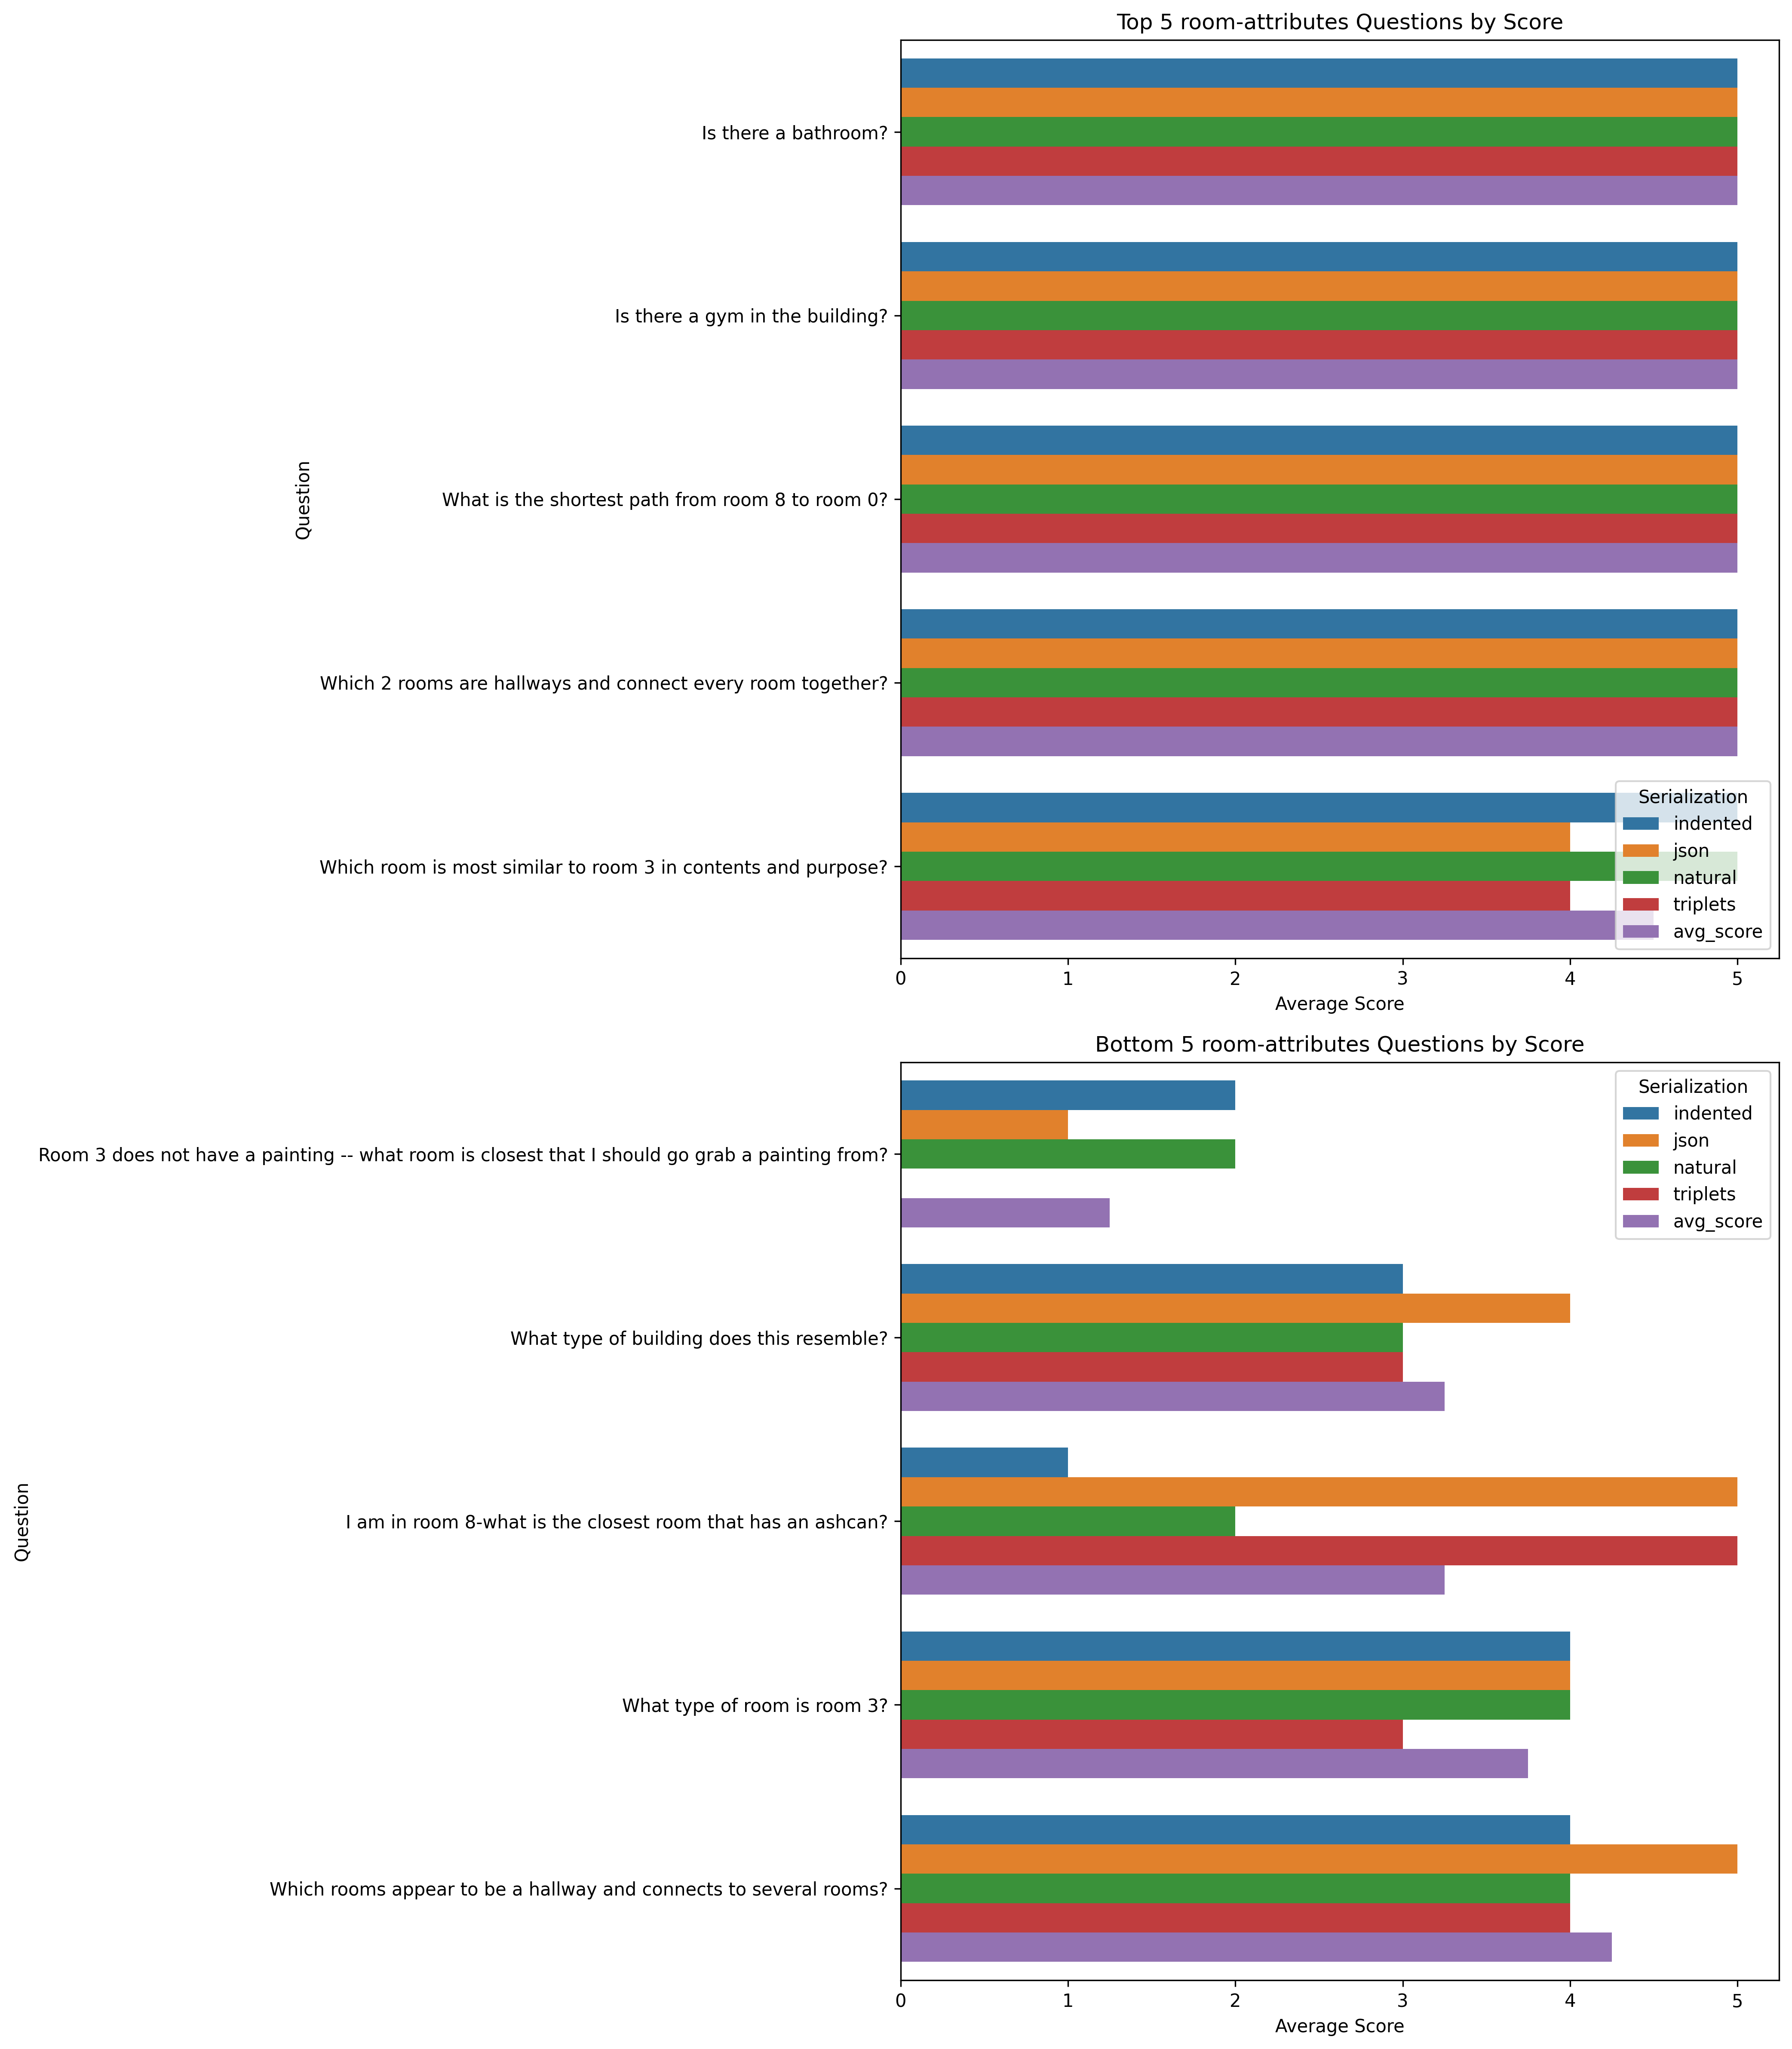 Top 5 room-attributes Questions by Score
Question
Is there a bathroom?
Is there a gym in the building?
What is the shortest path from room 8 to room 0?
Which 2 rooms are hallways and connect every room together?
Which room is most similar to room 3 in contents and purpose?
Serialization
indented
json
natural
triplets
avg_score
0 1 2 3 4 5
Average Score
Bottom 5 room-attributes Questions by Score
Question
Room 3 does not have a painting -- what room is closest that I should go grab a painting from?
What type of building does this resemble?
I am in room 8-what is the closest room that has an ashcan?
What type of room is room 3?
Which rooms appear to be a hallway and connects to several rooms?
Serialization
indented
json
natural
triplets
avg_score
0 1 2 3 4 5
Average Score